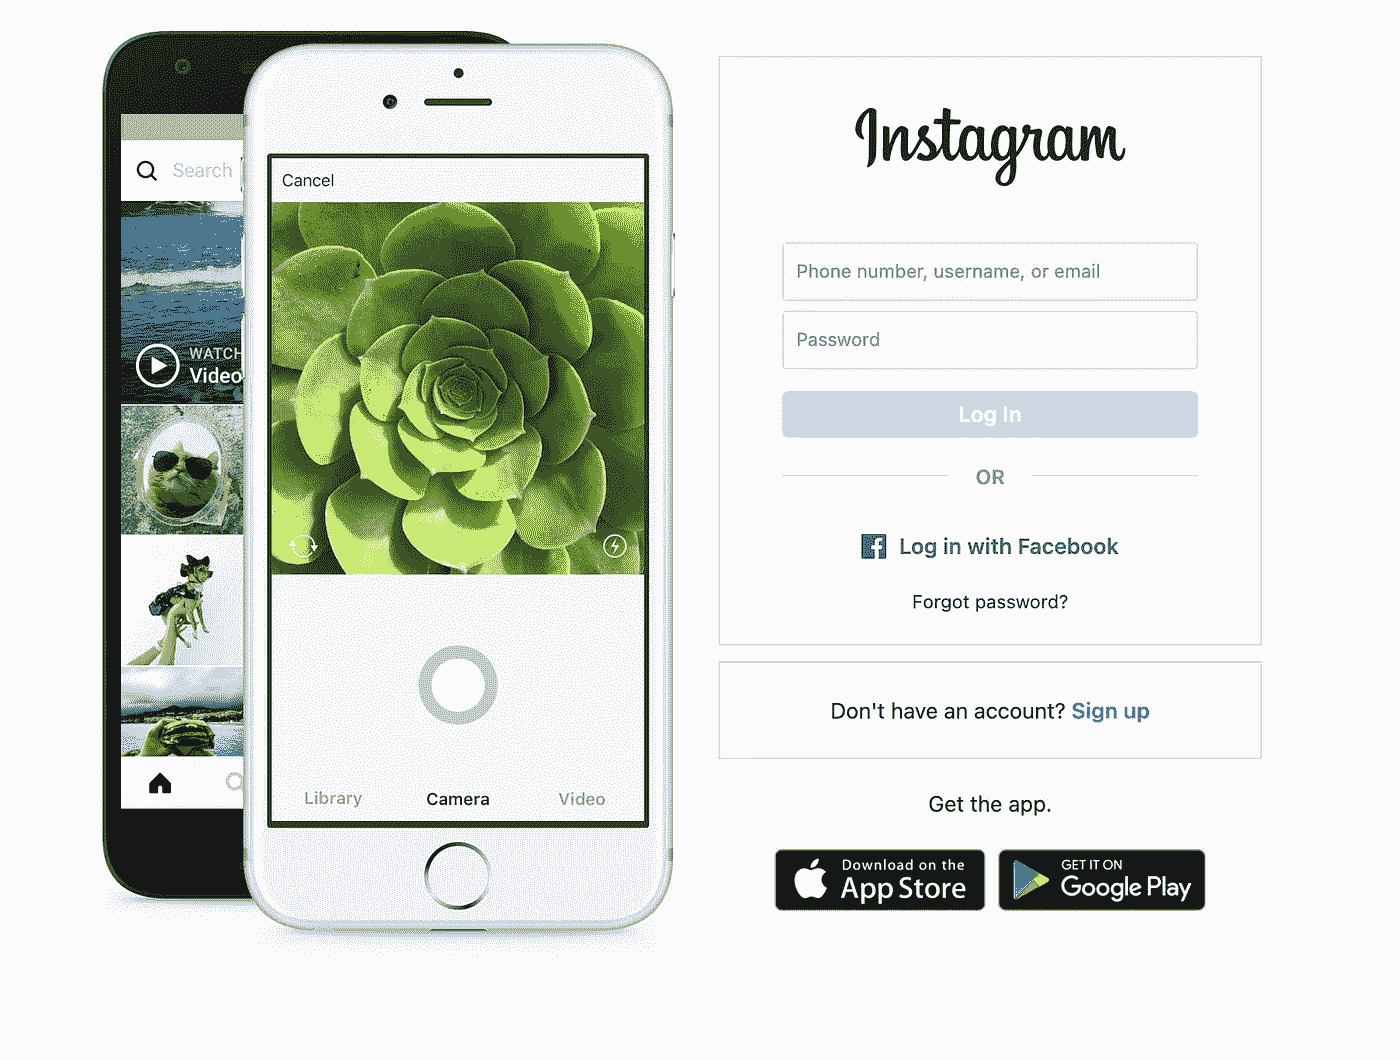 Search
WATCH
Video
Cancel
Library
Camera
Video
Instagram
Phone number, username, or email
Password
Log In
OR
Log in with Facebook
Forgot password?
Don't have an account? Sign up
Get the app.
Download on the
App Store
GET IT ON
Google Play